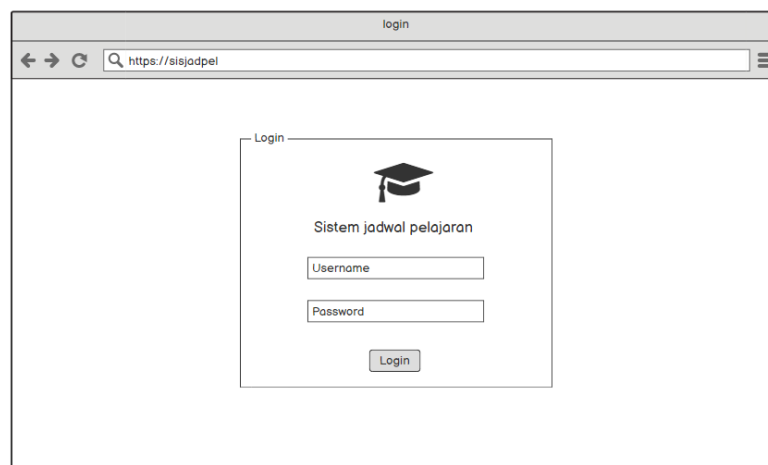 login
https://sisjadpel
Login
Sistem jadwal pelajaran
Username
Password
Login